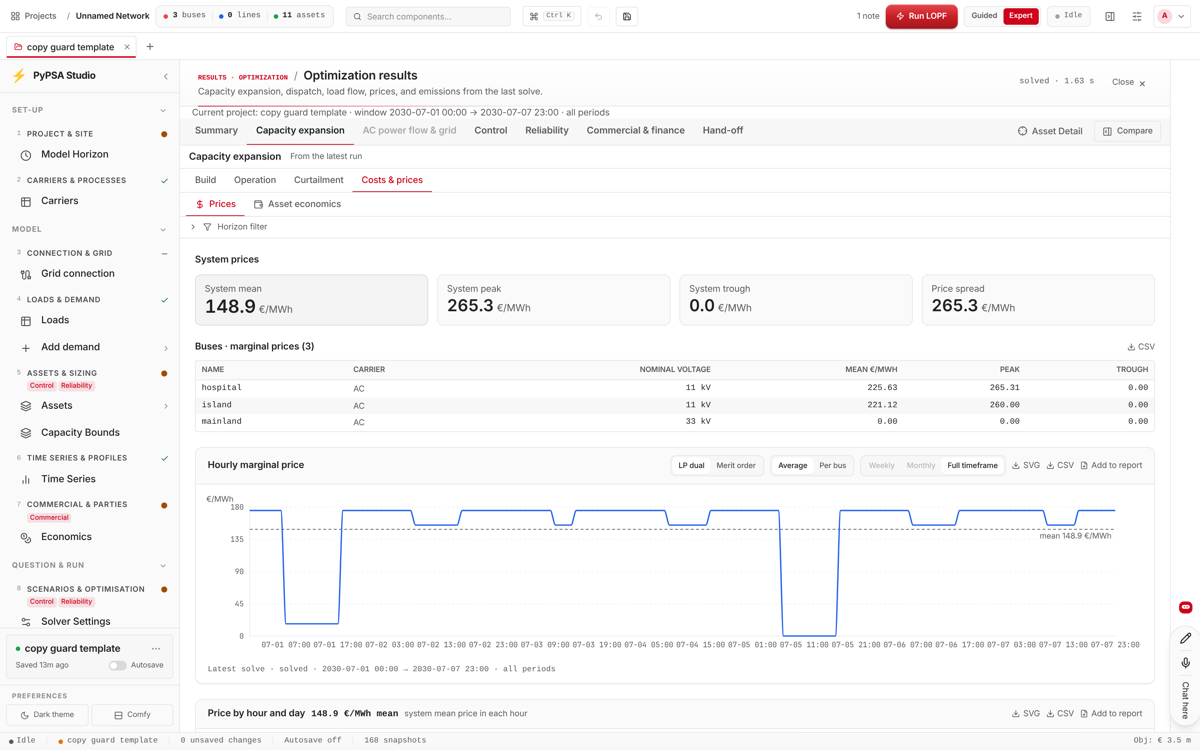 Projects / Unnamed Network 3 buses 0 lines 11 assets Search components... ⌘ Ctrl K 1 note Run LOPF Guided Expert Idle A
copy guard template × +
PyPSA Studio
RESULTS · OPTIMIZATION / Optimization results
solved · 1.63 s Close ×
Capacity expansion, dispatch, load flow, prices, and emissions from the last solve.
Current project: copy guard template · window 2030-07-01 00:00 → 2030-07-07 23:00 · all periods
Summary Capacity expansion AC power flow & grid Control Reliability Commercial & finance Hand-off Asset Detail Compare
Capacity expansion From the latest run
Build Operation Curtailment Costs & prices
$ Prices Asset economics
Horizon filter
SET-UP
1 PROJECT & SITE
Model Horizon
2 CARRIERS & PROCESSES
Carriers
MODEL
3 CONNECTION & GRID
Grid connection
4 LOADS & DEMAND
Loads
+ Add demand
5 ASSETS & SIZING
Control Reliability
Assets
Capacity Bounds
6 TIME SERIES & PROFILES
Time Series
7 COMMERCIAL & PARTIES
Commercial
Economics
QUESTION & RUN
8 SCENARIOS & OPTIMISATION
Control Reliability
Solver Settings
copy guard template ...
Saved 13m ago Autosave
PREFERENCES
Dark theme Comfy
System prices
System mean
148.9 €/MWh
System peak
265.3 €/MWh
System trough
0.0 €/MWh
Price spread
265.3 €/MWh
Buses · marginal prices (3) CSV
NAME CARRIER NOMINAL VOLTAGE MEAN €/MWH PEAK TROUGH
hospital AC 11 kV 225.63 265.31 0.00
island AC 11 kV 221.12 260.00 0.00
mainland AC 33 kV 0.00 0.00 0.00
Hourly marginal price LP dual Merit order Average Per bus Weekly Monthly Full timeframe SVG CSV Add to report
€/MWh
180
135
90
45
0
mean 148.9 €/MWh
07-01 07:00 07-01 17:00 07-02 03:00 07-02 13:00 07-02 23:00 07-03 09:00 07-03 19:00 07-04 05:00 07-04 15:00 07-05 01:00 07-05 11:00 07-05 21:00 07-06 07:00 07-06 17:00 07-07 03:00 07-07 13:00 07-07 23:00
Latest solve · solved · 2030-07-01 00:00 → 2030-07-07 23:00 · all periods
Price by hour and day 148.9 €/MWh mean system mean price in each hour SVG CSV Add to report
Chat here
Idle copy guard template 0 unsaved changes Autosave off 168 snapshots Obj: € 3.5 m